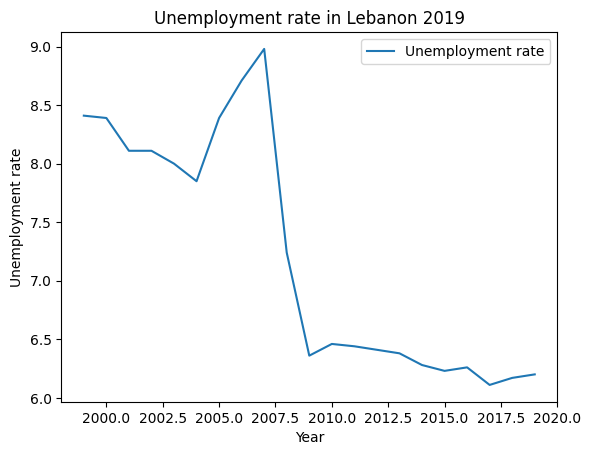 Unemployment rate in Lebanon 2019
Unemployment rate
9.0
8.5
8.0
7.5
7.0
6.5
6.0
Unemployment rate
2000.0 2002.5 2005.0 2007.5 2010.0 2012.5 2015.0 2017.5 2020.0
Year